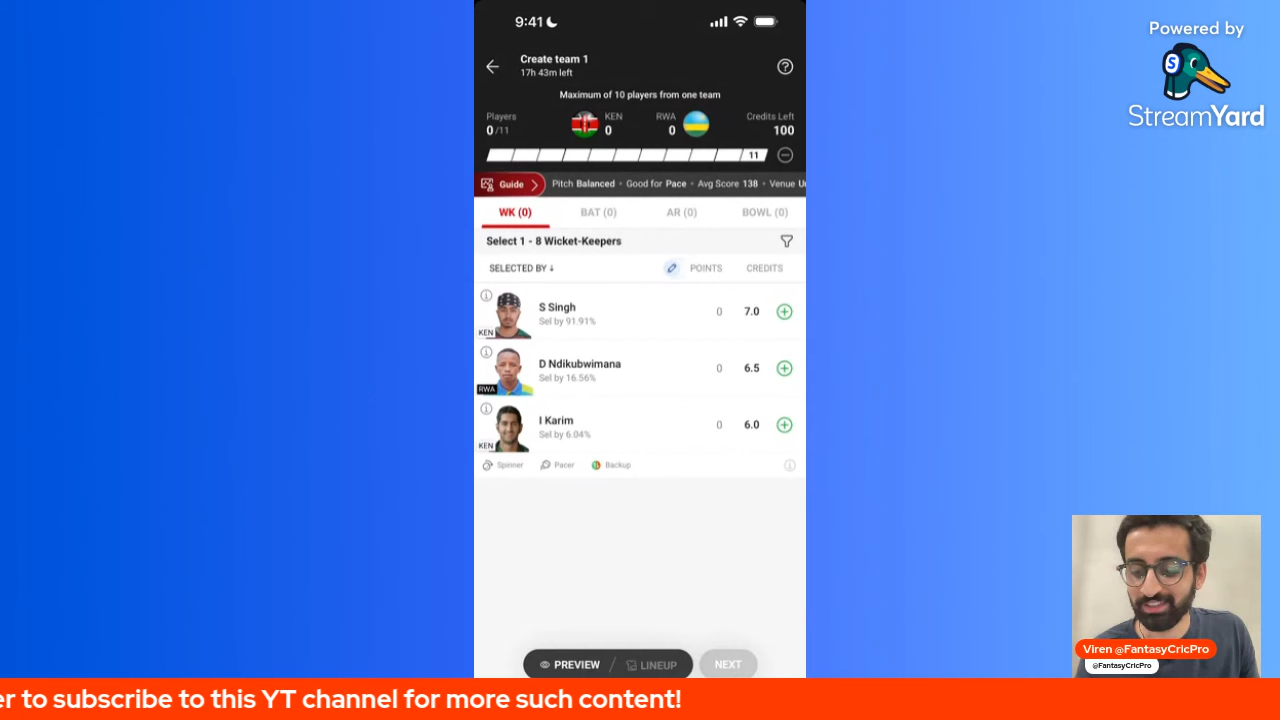 9:41
Powered by
StreamYard
Create team 1
17h 43m left
Maximum of 10 players from one team
Players
0 /11
KEN
0
RWA
0
Credits Left
100
11
Guide
Pitch Balanced • Good for Pace • Avg Score 138 • Venue
WK (0)
BAT (0)
AR (0)
BOWL (0)
Select 1 - 8 Wicket-Keepers
SELECTED BY ↓
POINTS
CREDITS
S Singh
Sel by 91.91%
KEN
0
7.0
D Ndikubwimana
Sel by 16.56%
RWA
0
6.5
I Karim
Sel by 6.04%
KEN
0
6.0
Spinner
Pacer
Backup
PREVIEW
LINEUP
NEXT
Viren @FantasyCricPro
@FantasyCricPro
er to subscribe to this YT channel for more such content!